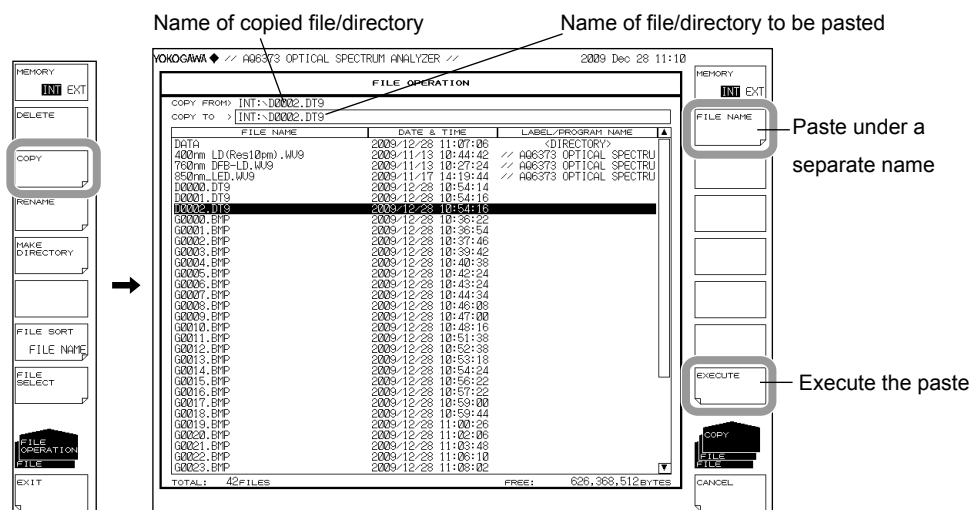 Name of copied file/directory
Name of file/directory to be pasted
MEMORY
INT EXT
DELETE
COPY
RENAME
MAKE
DIRECTORY
FILE SORT
FILE NAME
FILE
SELECT
FILE
OPERATION
FILE
EXIT
YOKOGAWA ◆ // AQ6373 OPTICAL SPECTRUM ANALYZER // 2009 Dec 28 11:10
FILE OPERATION
COPY FROM> INT:\D0002.DT9
COPY TO > INT:\D0002.DT9
FILE NAME DATE & TIME LABEL/PROGRAM NAME
DATA 2009/12/28 11:07:06 <DIRECTORY>
400nm LD(Res10pm).WU9 2009/11/13 10:44:42 // AQ6373 OPTICAL SPECTRU
760nm DFB-LD.WU9 2009/11/13 10:27:24 // AQ6373 OPTICAL SPECTRU
850nm_LED.WU9 2009/11/17 14:19:44 // AQ6373 OPTICAL SPECTRU
D0000.DT9 2009/12/28 10:54:14
D0001.DT9 2009/12/28 10:54:16
D0002.DT9 2009/12/28 10:54:16
G0000.BMP 2009/12/28 10:36:22
G0001.BMP 2009/12/28 10:36:54
G0002.BMP 2009/12/28 10:37:46
G0003.BMP 2009/12/28 10:39:42
G0004.BMP 2009/12/28 10:40:38
G0005.BMP 2009/12/28 10:42:24
G0006.BMP 2009/12/28 10:43:24
G0007.BMP 2009/12/28 10:44:34
G0008.BMP 2009/12/28 10:46:08
G0009.BMP 2009/12/28 10:47:00
G0010.BMP 2009/12/28 10:48:16
G0011.BMP 2009/12/28 10:51:38
G0012.BMP 2009/12/28 10:52:38
G0013.BMP 2009/12/28 10:53:18
G0014.BMP 2009/12/28 10:54:24
G0015.BMP 2009/12/28 10:56:22
G0016.BMP 2009/12/28 10:57:22
G0017.BMP 2009/12/28 10:59:00
G0018.BMP 2009/12/28 10:59:44
G0019.BMP 2009/12/28 11:00:26
G0020.BMP 2009/12/28 11:02:06
G0021.BMP 2009/12/28 11:03:48
G0022.BMP 2009/12/28 11:06:10
G0023.BMP 2009/12/28 11:08:02
TOTAL: 42FILES FREE: 626,368,512BYTES
MEMORY
INT EXT
FILE NAME
EXECUTE
COPY
FILE
FILE
CANCEL
Paste under a
separate name
Execute the paste